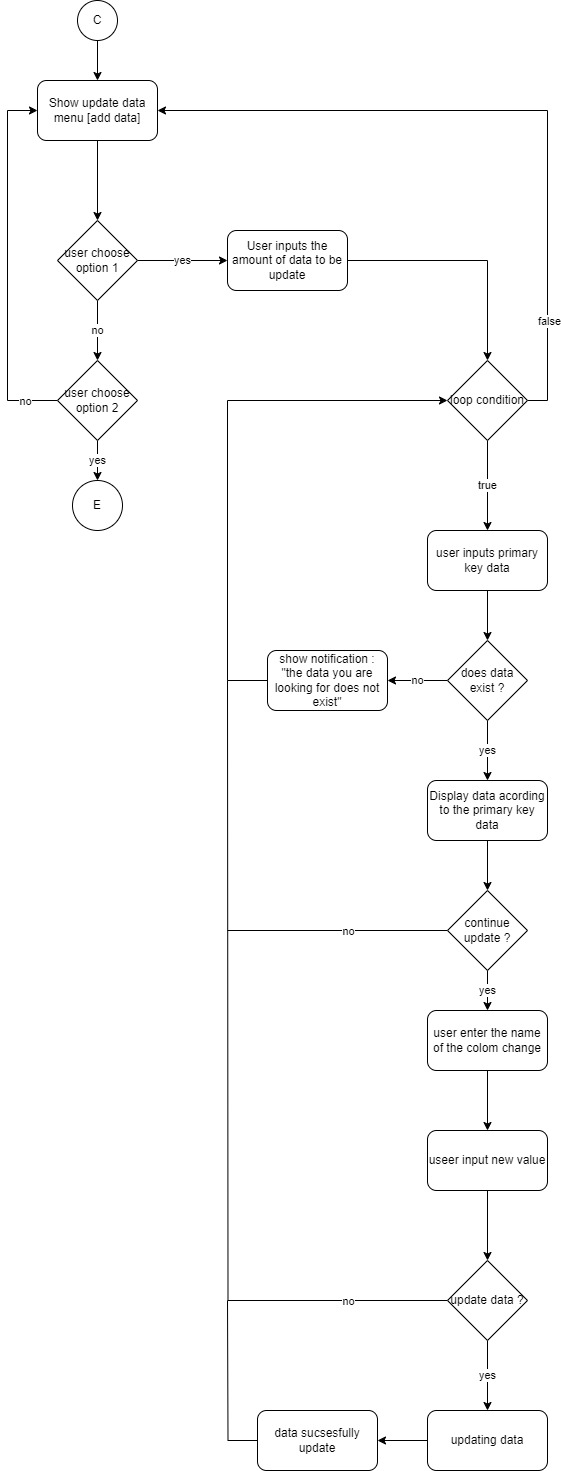 C
Show update data
menu [add data]
user choose
option 1
yes
User inputs the
amount of data to be
update
false
no
user choose
option 2
no
loop condition
yes
E
true
user inputs primary
key data
show notification :
"the data you are
looking for does not
exist"
no
does data
exist ?
yes
Display data acording
to the primary key
data
continue
update ?
no
yes
user enter the name
of the colom change
useer input new value
update data ?
no
yes
data sucsesfully
update
updating data